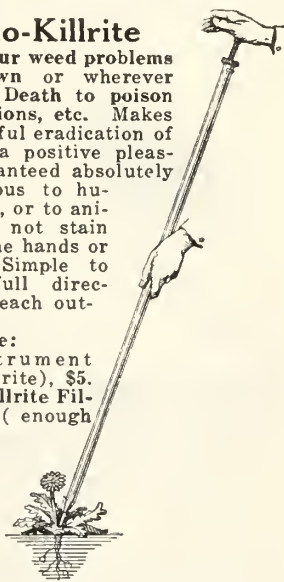 o-Killrite
ur weed problems
wn or wherever
Death to poison
ions, etc. Makes
ful eradication of
a positive pleas-
anteed absolutely
ous to hu-
, or to ani-
not stain
e hands or
Simple to
ull direc-
each out-
e:
trument
rite), $5.
llrite Fil-
( enough